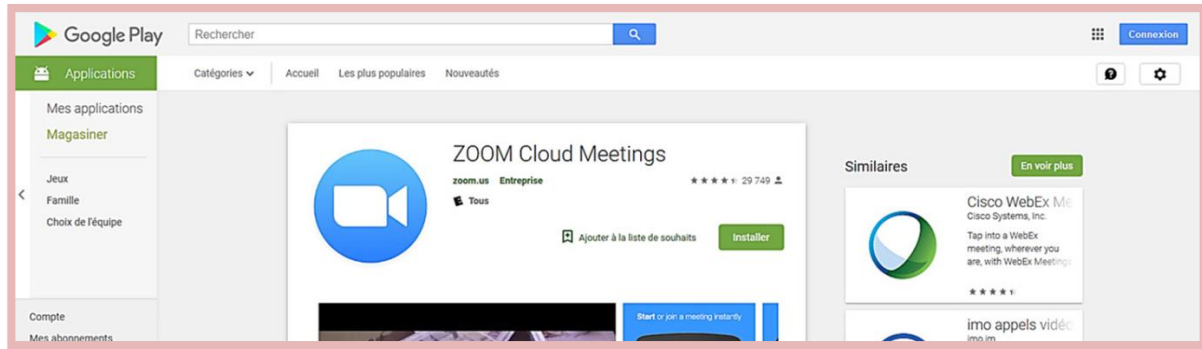 Google Play
Rechercher
Connexion
Applications
Catégories
Accueil
Les plus populaires
Nouveautés
Mes applications
Magasiner
Jeux
Famille
Choix de l'équipe
Compte
Mes abonnements
ZOOM Cloud Meetings
zoom.us Entreprise
29 749
E Tous
Ajouter à la liste de souhaits
Installer
Start or join a meeting instantly
Similaires
En voir plus
Cisco WebEx Me
Cisco Systems, Inc.
Tap into a WebEx
meeting, wherever you
are, with WebEx Meetings
imo appels vidéo
imo.im